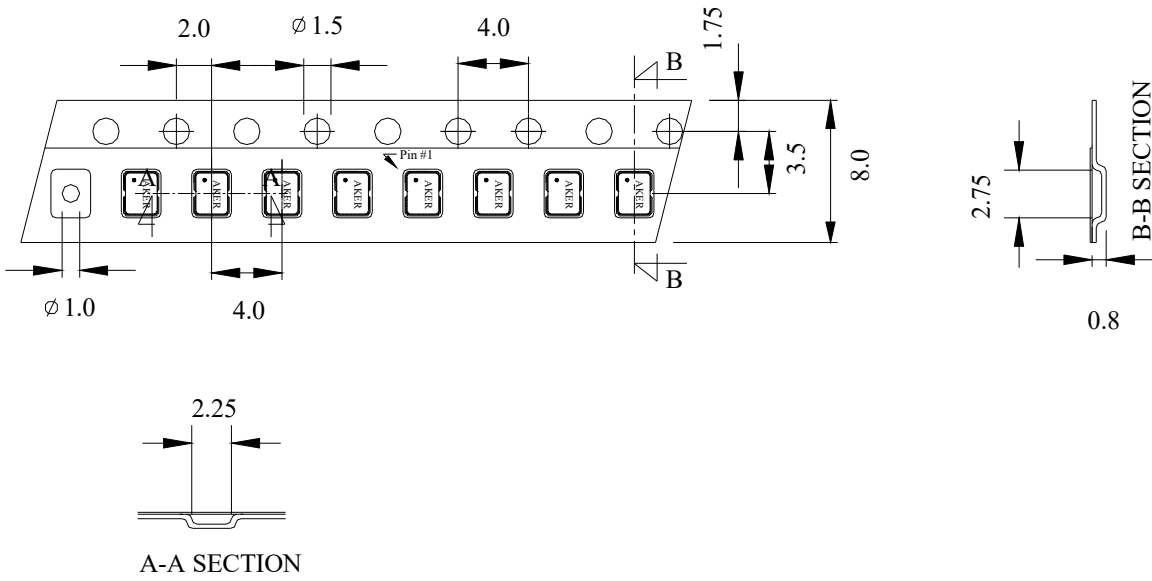 2.0
⌀1.5
4.0
1.75
B
3.5
8.0
Pin #1
A
A
AKER
AKER
AKER
AKER
AKER
AKER
AKER
AKER
B
⌀1.0
4.0
2.75
B-B SECTION
0.8
2.25
A-A SECTION